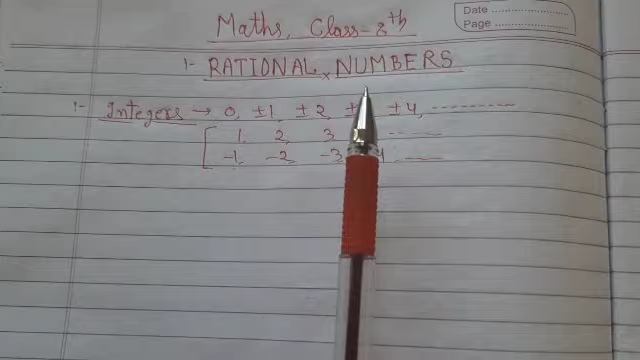 Date
Page
Maths, Class-8th
1- RATIONAL NUMBERS
:- Integers → 0, ±1, ±2, ± ±4, ----------
1, 2, 3 ------
-1, -2, -3 4 ------